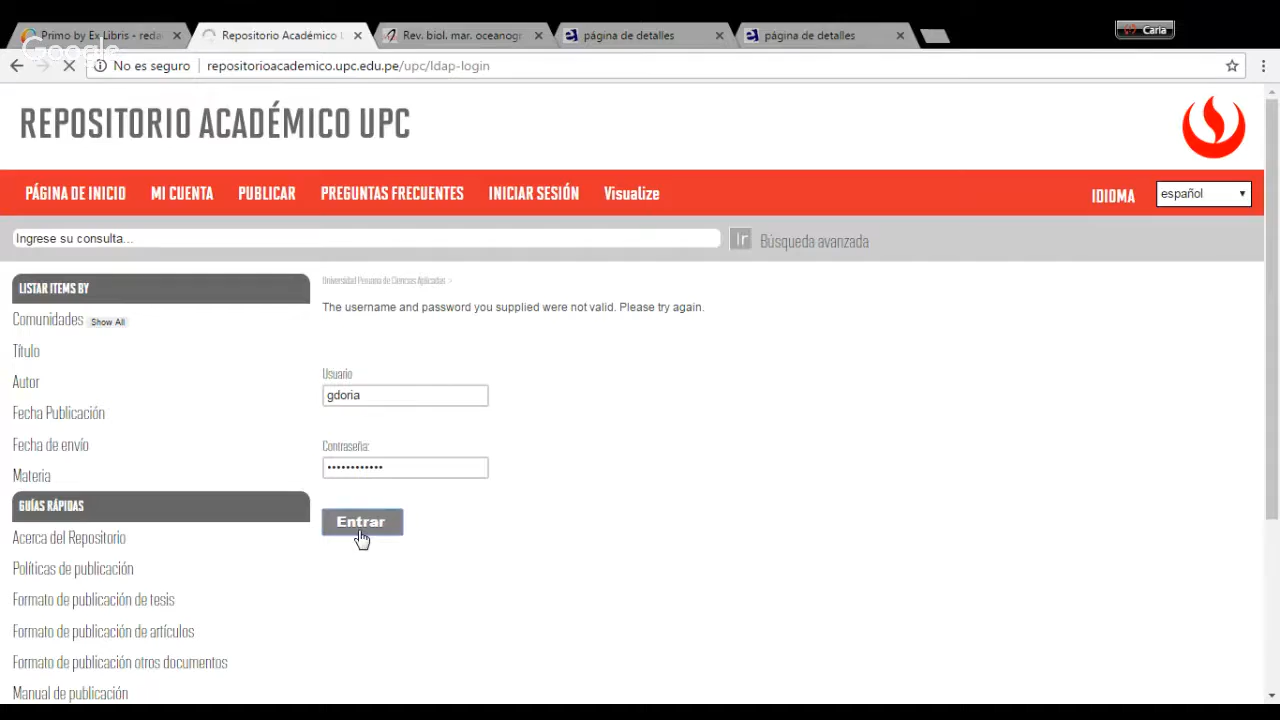 Primo by Ex Libris - reda
Repositorio Académico
Rev. biol. mar. oceanogr
página de detalles
página de detalles
Carla
Google
No es seguro
repositorioacademico.upc.edu.pe/upc/ldap-login
REPOSITORIO ACADÉMICO UPC
PÁGINA DE INICIO MI CUENTA PUBLICAR PREGUNTAS FRECUENTES INICIAR SESIÓN Visualize
IDIOMA español
Ingrese su consulta...
Ir Búsqueda avanzada
LISTAR ITEMS BY
Comunidades Show All
Título
Autor
Fecha Publicación
Fecha de envío
Materia
GUÍAS RÁPIDAS
Acerca del Repositorio
Políticas de publicación
Formato de publicación de tesis
Formato de publicación de artículos
Formato de publicación otros documentos
Manual de publicación
Universidad Peruana de Ciencias Aplicadas >
The username and password you supplied were not valid. Please try again.
Usuario
gdoria
Contraseña:
••••••••••••
Entrar